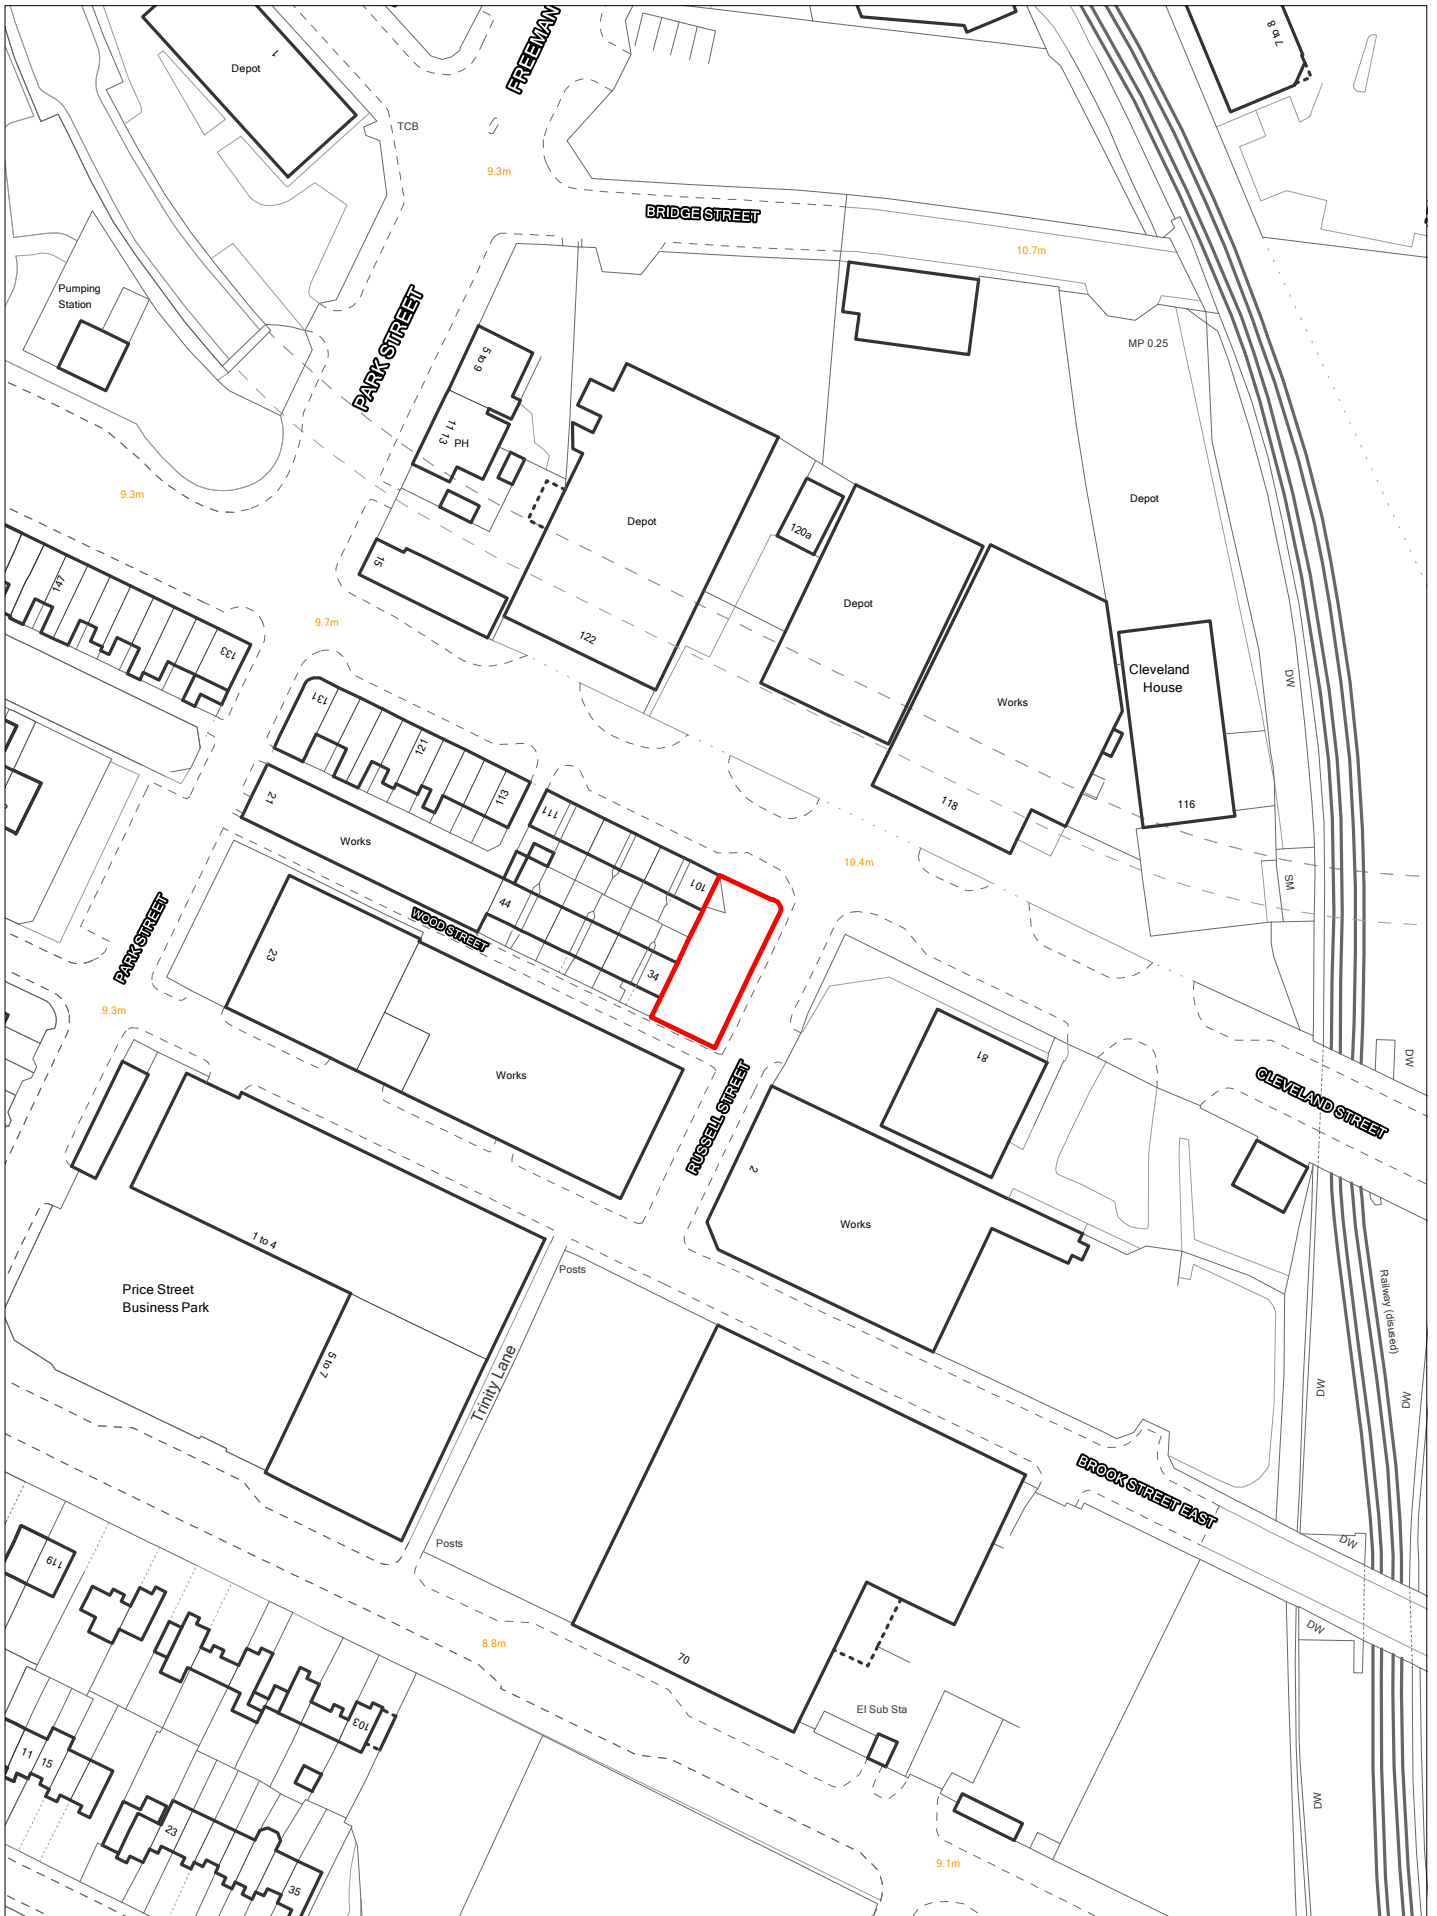 FREEMAN
7 to 8
1
Depot
TCB
9.3m
BRIDGE STREET
10.7m
Pumping
Station
PARK STREET
MP 0.25
5 to 9
11 13
PH
9.3m
Depot
Depot
120a
15
147
Depot
9.7m
122
133
Cleveland
House
DW
131
Works
121
113
21
111
118
116
Works
10.4m
101
SM
44
WOOD STREET
PARK STREET
23
34
9.3m
81
DW
Works
CLEVELAND STREET
RUSSELL STREET
2
Works
1 to 4
Posts
Price Street
Business Park
Railway (disused)
5 to 7
Trinity Lane
DW
DW
BROOK STREET EAST
Posts
DW
119
8.8m
DW
70
El Sub Sta
103
11
15
DW
23
9.1m
35